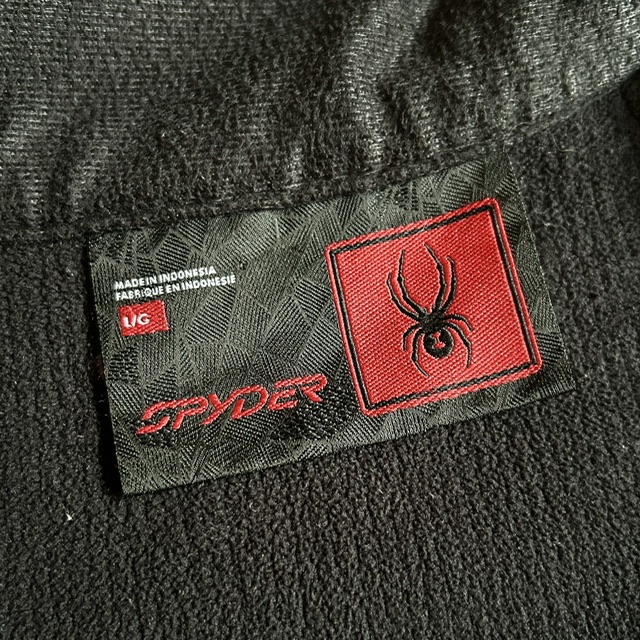 MADE IN INDONESIA
FABRIQUE EN INDONESIE
L/G
SPYDER